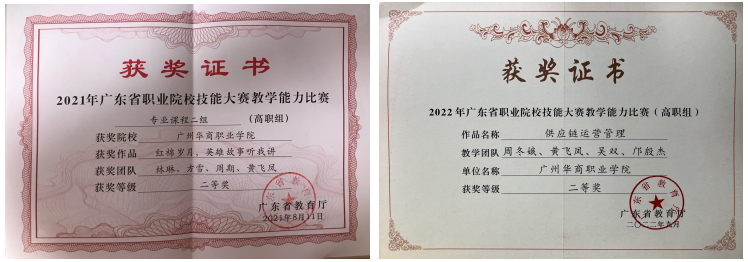 获奖证书
2021年广东省职业院校技能大赛教学能力比赛
专业课程二组（高职组）
获奖院校 广州华商职业学院
获奖作品 红棉岁月，英雄故事听我讲
获奖团队 林琳、方雪、周期、黄飞凤
获奖等级 二等奖
广东省教育厅
2021年8月11日
获奖证书
2022年广东省职业院校技能大赛教学能力比赛（高职组）
作品名称 供应链运营管理
教学团队 周冬娥、黄飞凤、吴双、邝殷杰
单位名称 广州华商职业学院
获奖等级 二等奖
广东省教育厅
二〇二二年九月